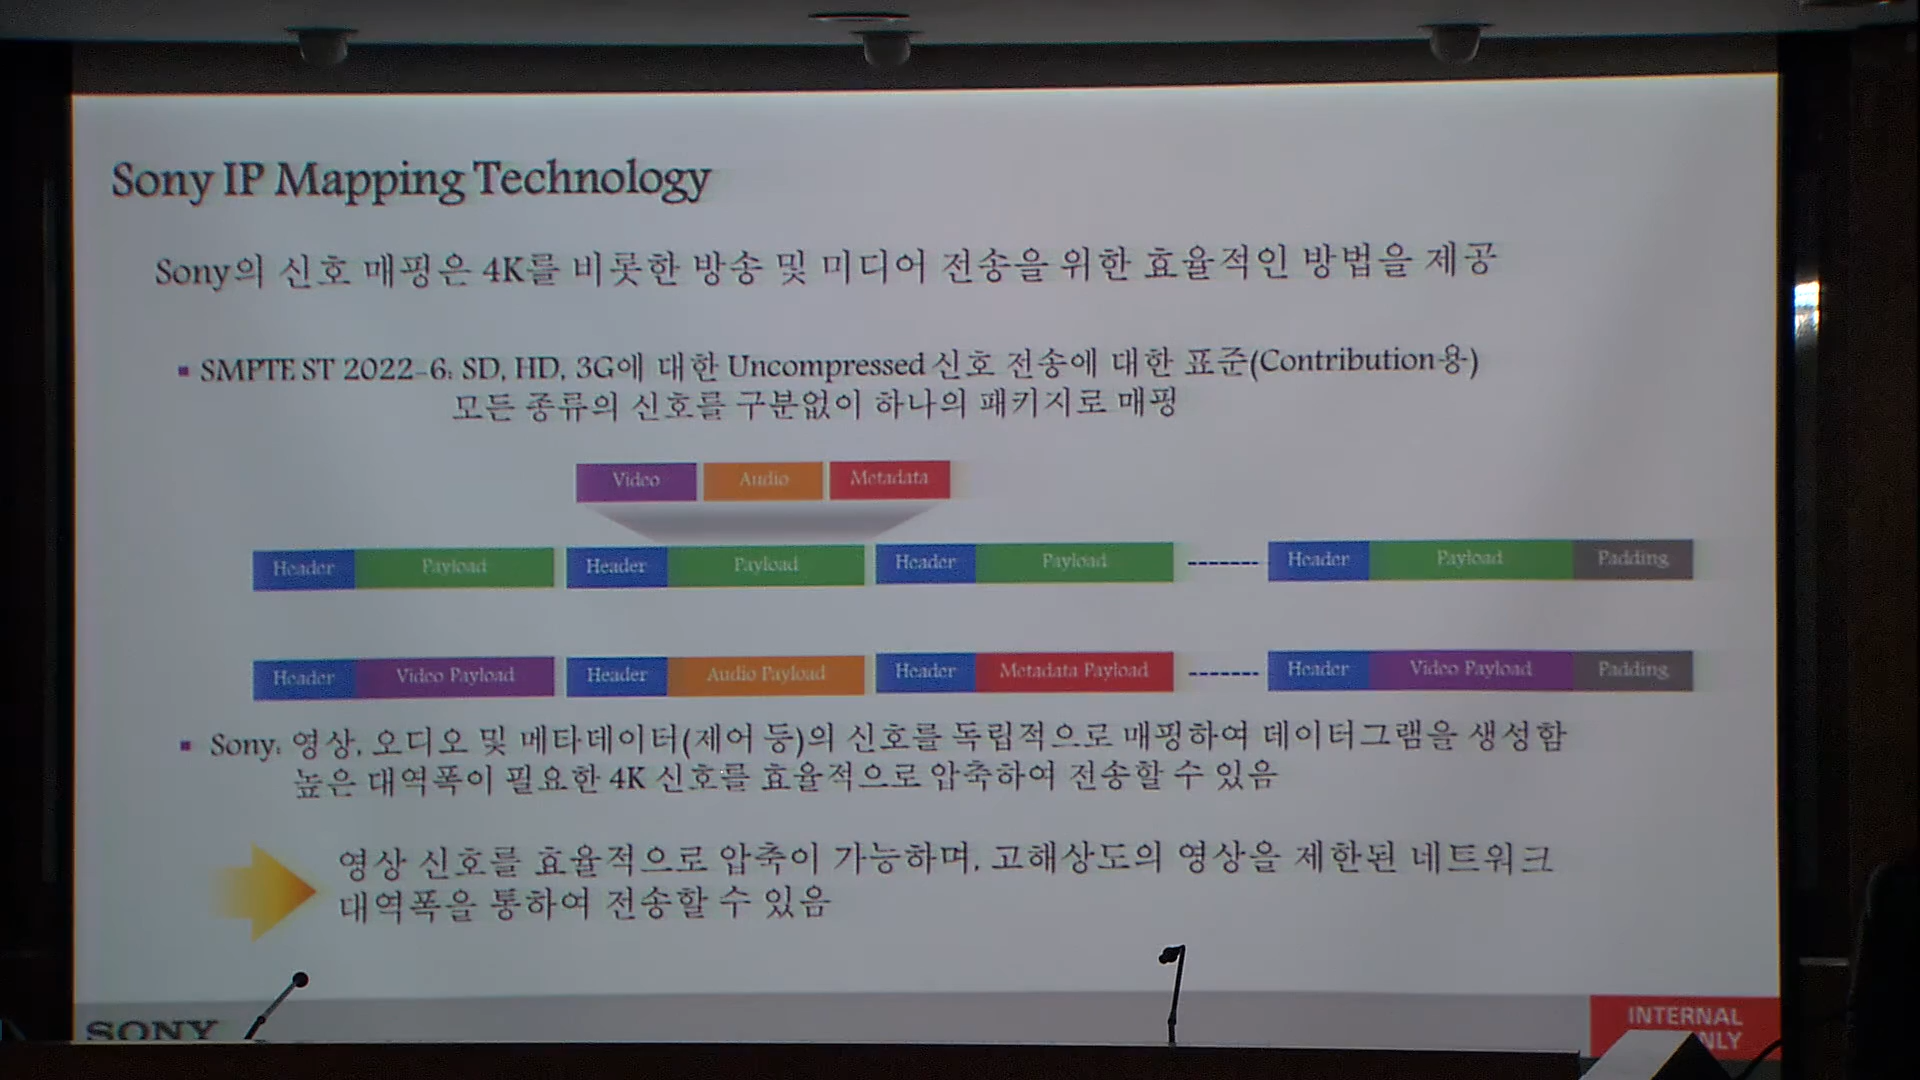 Sony IP Mapping Technology
Sony의 신호 매핑은 4K를 비롯한 방송 및 미디어 전송을 위한 효율적인 방법을 제공
▪ SMPTE ST 2022-6: SD, HD, 3G에 대한 Uncompressed 신호 전송에 대한 표준(Contribution용)
모든 종류의 신호를 구분없이 하나의 패키지로 매핑
Video Audio Metadata
Header Payload Header Payload Header Payload Header Payload Padding
Header Video Payload Header Audio Payload Header Metadata Payload Header Video Payload Padding
▪ Sony: 영상, 오디오 및 메타데이터(제어 등)의 신호를 독립적으로 매핑하여 데이터그램을 생성함
높은 대역폭이 필요한 4K 신호를 효율적으로 압축하여 전송할 수 있음
영상 신호를 효율적으로 압축이 가능하며, 고해상도의 영상을 제한된 네트워크
대역폭을 통하여 전송할 수 있음
SONY
INTERNAL
NLY